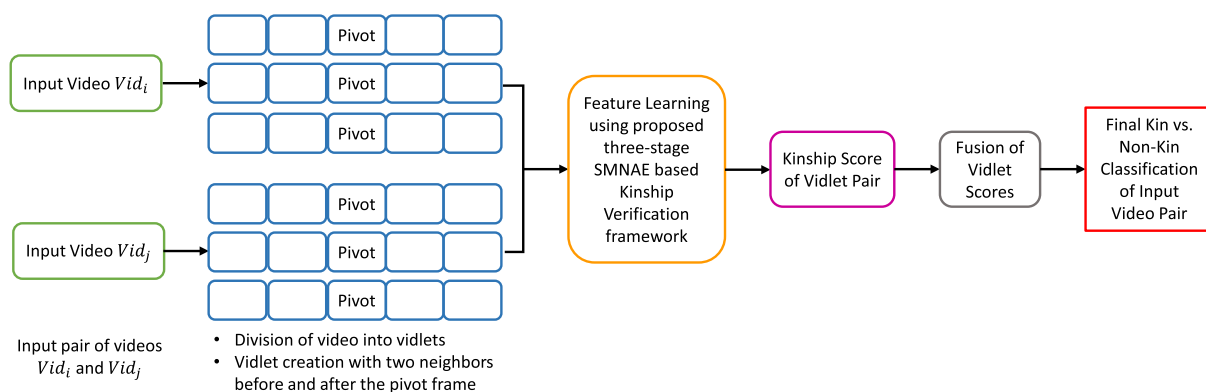 Input Video Vid_i
Pivot
Pivot
Pivot
Input Video Vid_j
Pivot
Pivot
Pivot
Input pair of videos
Vid_i and Vid_j
• Division of video into vidlets
• Vidlet creation with two neighbors
before and after the pivot frame
Feature Learning
using proposed
three-stage
SMNAE based
Kinship
Verification
framework
Kinship Score
of Vidlet Pair
Fusion of
Vidlet
Scores
Final Kin vs.
Non-Kin
Classification
of Input
Video Pair